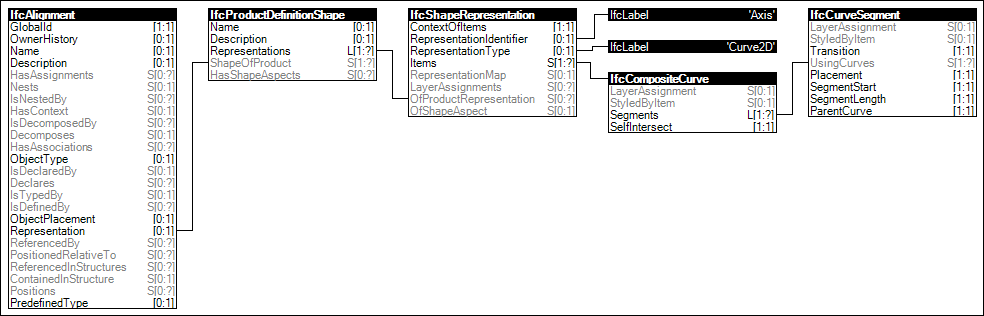 IfcAlignment
GlobalId [1:1]
OwnerHistory [0:1]
Name [0:1]
Description [0:1]
HasAssignments S[0:?]
Nests S[0:1]
IsNestedBy S[0:?]
HasContext S[0:1]
IsDecomposedBy S[0:?]
Decomposes S[0:1]
HasAssociations S[0:?]
ObjectType [0:1]
IsDeclaredBy S[0:1]
Declares S[0:?]
IsTypedBy S[0:1]
IsDefinedBy S[0:?]
ObjectPlacement [0:1]
Representation [0:1]
ReferencedBy S[0:?]
PositionedRelativeTo S[0:?]
ReferencedInStructures S[0:?]
ContainedInStructure S[0:1]
Positions S[0:?]
PredefinedType [0:1]
IfcProductDefinitionShape
Name [0:1]
Description [0:1]
Representations L[1:?]
ShapeOfProduct S[1:?]
HasShapeAspects S[0:?]
IfcShapeRepresentation
ContextOfItems [1:1]
RepresentationIdentifier [0:1]
RepresentationType [0:1]
Items S[1:?]
RepresentationMap S[0:1]
LayerAssignments S[0:?]
OfProductRepresentation S[0:?]
OfShapeAspect S[0:1]
IfcLabel 'Axis'
IfcLabel 'Curve2D'
IfcCompositeCurve
LayerAssignment S[0:1]
StyledByItem S[0:1]
Segments L[1:?]
SelfIntersect [1:1]
IfcCurveSegment
LayerAssignment S[0:1]
StyledByItem S[0:1]
Transition [1:1]
UsingCurves S[1:?]
Placement [1:1]
SegmentStart [1:1]
SegmentLength [1:1]
ParentCurve [1:1]